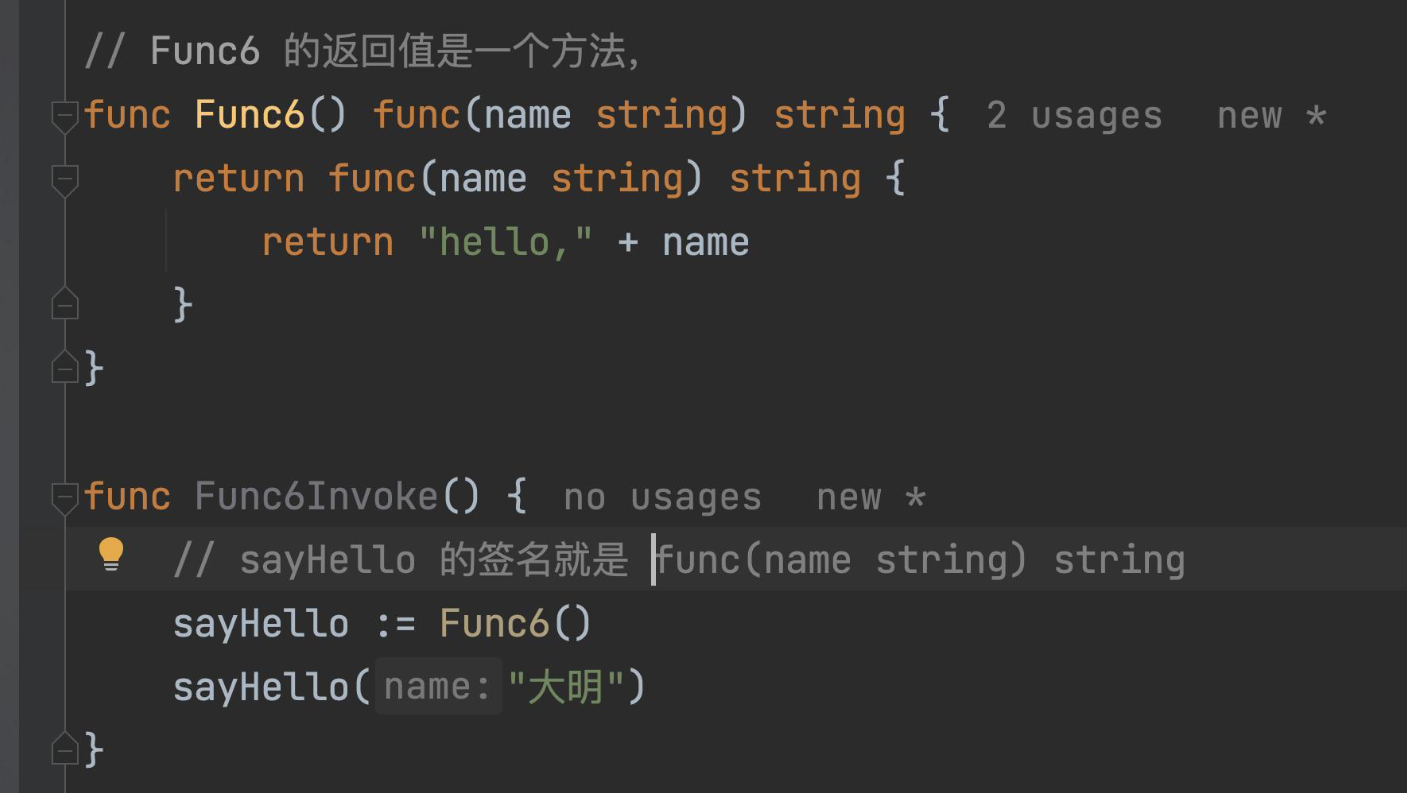 // Func6 的返回值是一个方法，
func Func6() func(name string) string { 2 usages new *
return func(name string) string {
return "hello," + name
}
}
func Func6Invoke() { no usages new *
// sayHello 的签名就是 func(name string) string
sayHello := Func6()
sayHello( name: "大明")
}